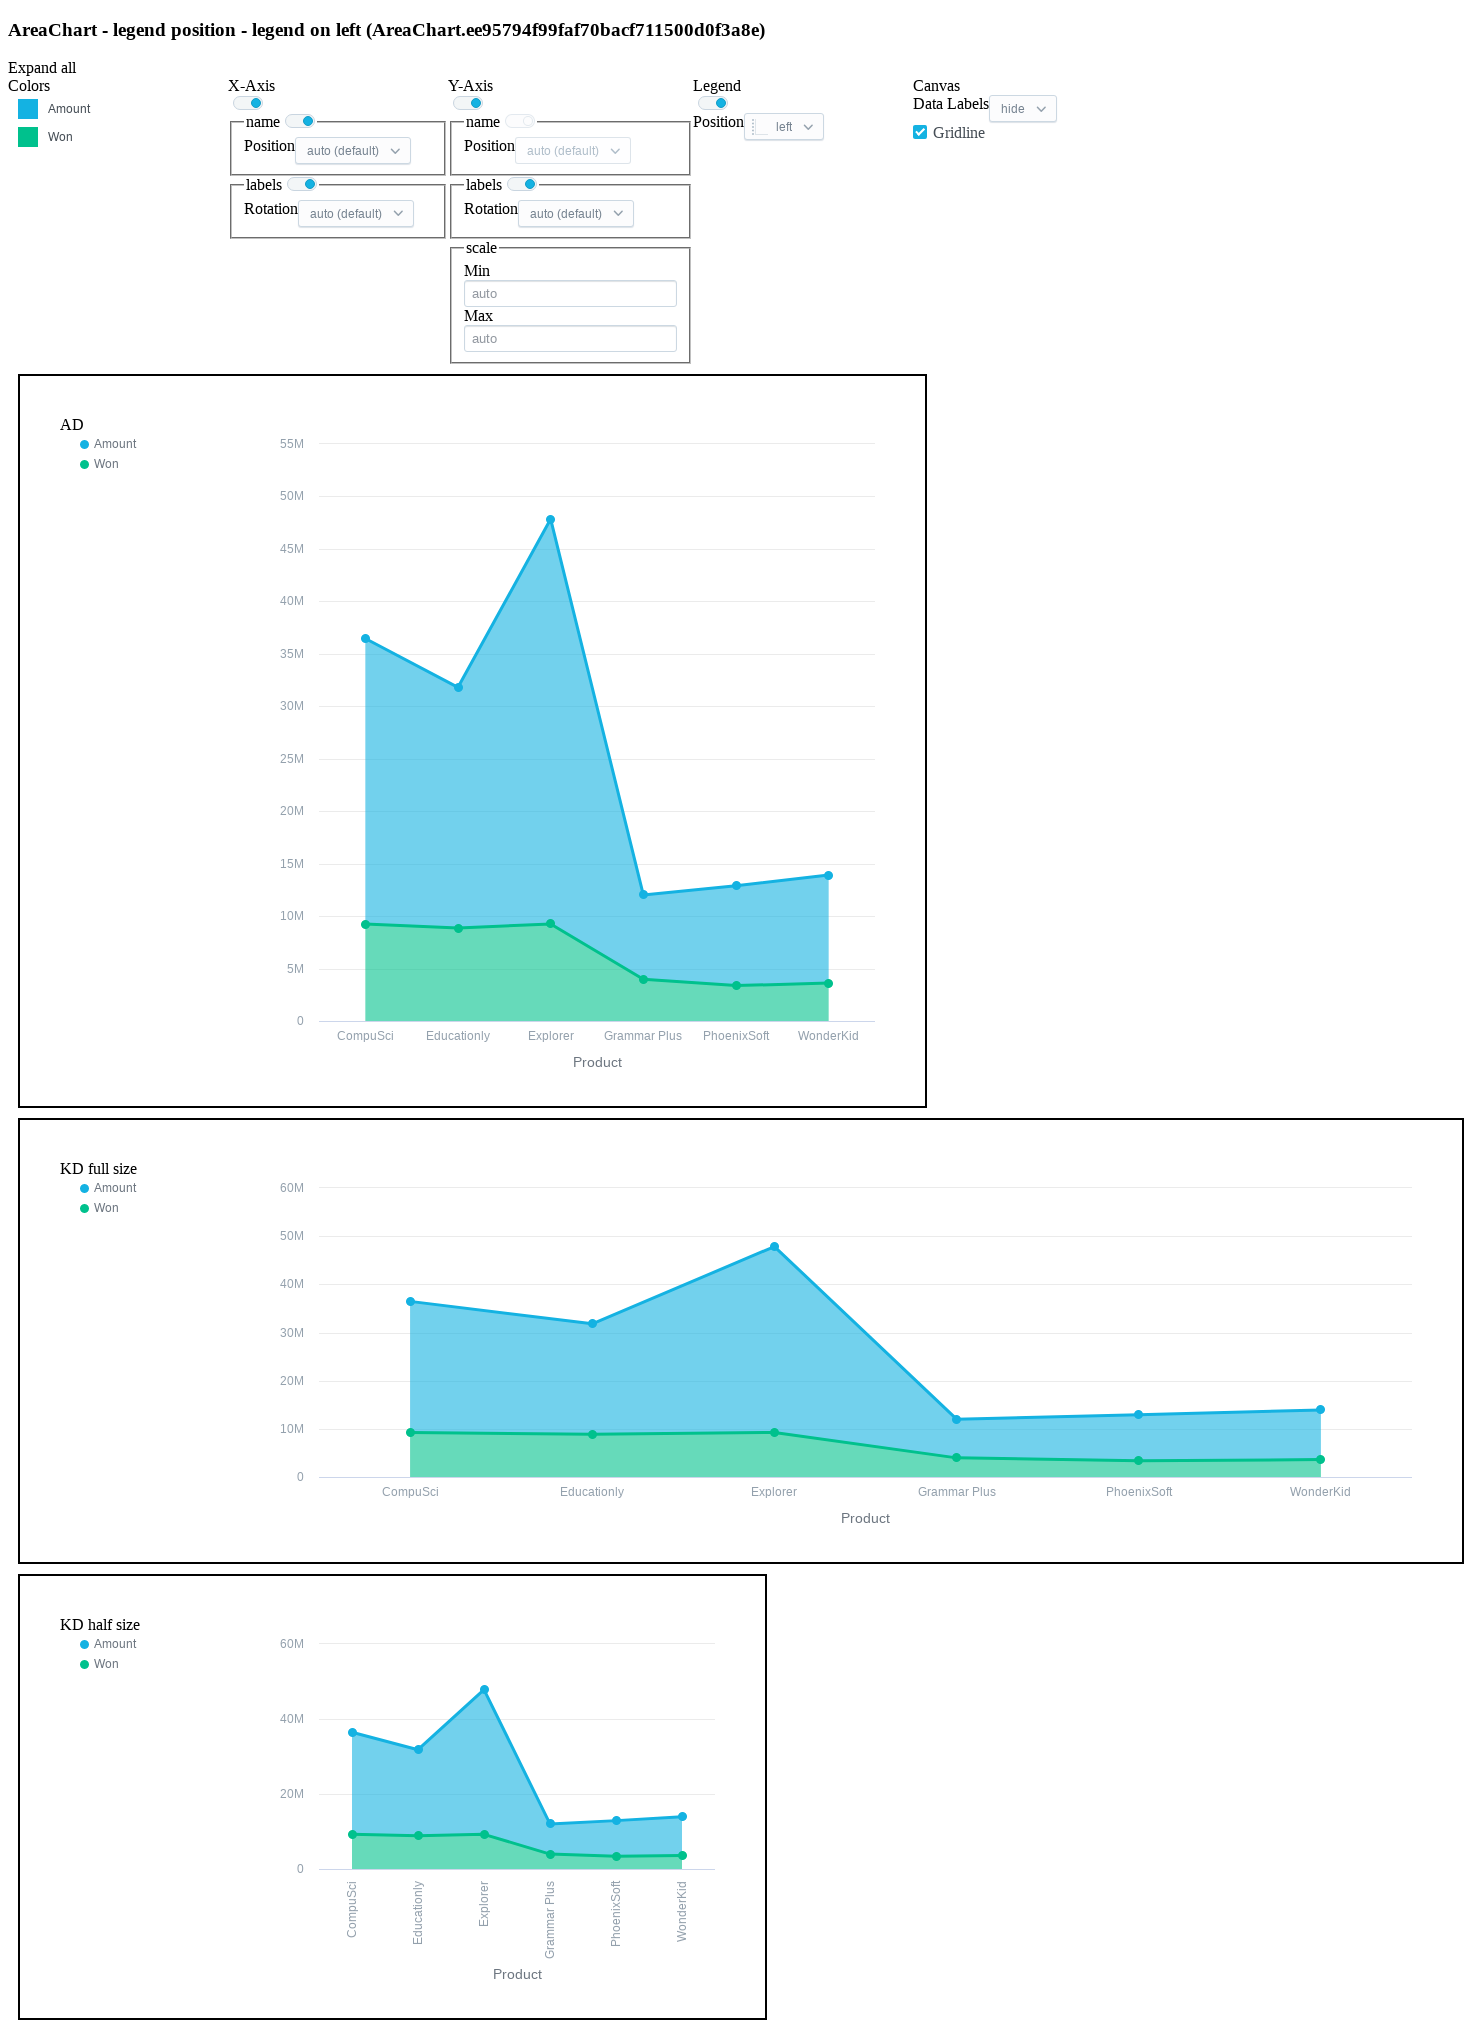 AreaChart - legend position - legend on left (AreaChart.ee95794f99faf70bacf711500d0f3a8e)
Expand all
Colors
Amount
Won
X-Axis
name
Position auto (default)
labels
Rotation auto (default)
Y-Axis
name
Position auto (default)
labels
Rotation auto (default)
scale
Min
auto
Max
auto
Legend
Position left
Canvas
Data Labels hide
Gridline
AD
Amount
Won
55M
50M
45M
40M
35M
30M
25M
20M
15M
10M
5M
0
CompuSci Educationly Explorer Grammar Plus PhoenixSoft WonderKid
Product
KD full size
Amount
Won
60M
50M
40M
30M
20M
10M
0
CompuSci Educationly Explorer Grammar Plus PhoenixSoft WonderKid
Product
KD half size
Amount
Won
60M
40M
20M
0
CompuSci
Educationly
Explorer
Grammar Plus
PhoenixSoft
WonderKid
Product